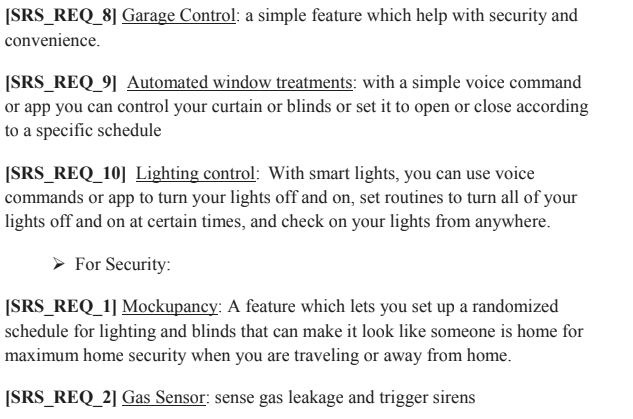 [SRS_REQ_8] Garage Control: a simple feature which help with security and
convenience.
[SRS_REQ_9] Automated window treatments: with a simple voice command
or app you can control your curtain or blinds or set it to open or close according
to a specific schedule
[SRS_REQ_10] Lighting control: With smart lights, you can use voice
commands or app to turn your lights off and on, set routines to turn all of your
lights off and on at certain times, and check on your lights from anywhere.
➢ For Security:
[SRS_REQ_1] Mockupancy: A feature which lets you set up a randomized
schedule for lighting and blinds that can make it look like someone is home for
maximum home security when you are traveling or away from home.
[SRS_REQ_2] Gas Sensor: sense gas leakage and trigger sirens